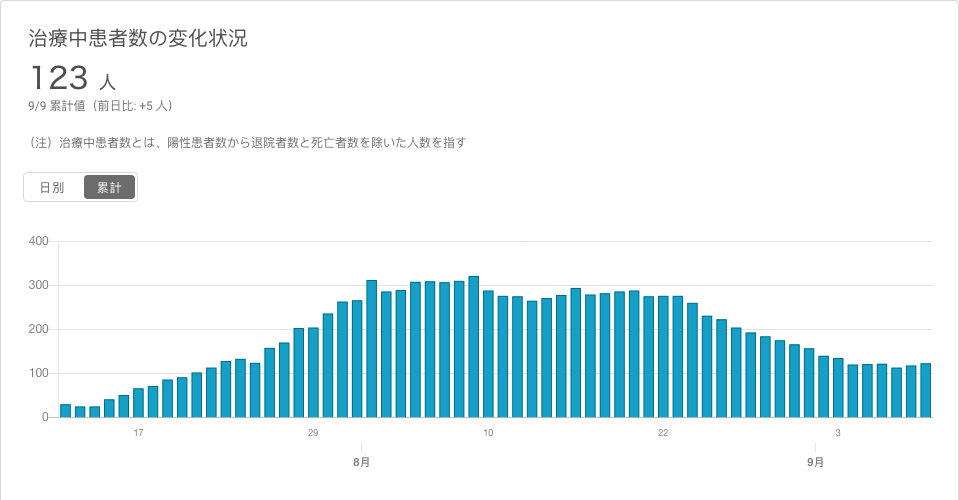 治療中患者数の変化状況
123 人
9/9 累計値（前日比: +5 人）
（注）治療中患者数とは、陽性患者数から退院者数と死亡者数を除いた人数を指す
日別 累計
400
300
200
100
0
17 29 10 22 3
8月 9月